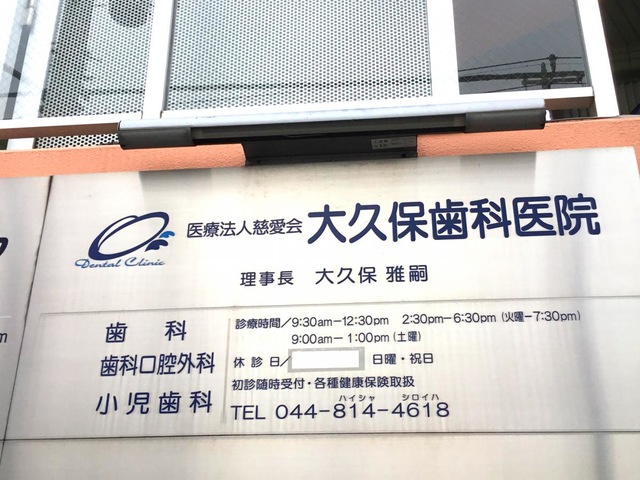 医療法人慈愛会 大久保歯科医院
Dental Clinic
理事長 大久保 雅嗣
歯科
歯科口腔外科
小児歯科
診療時間/9:30am-12:30pm 2:30pm-6:30pm (火曜-7:30pm)
9:00am-1:00pm (土曜)
休診日/ 日曜・祝日
初診随時受付・各種健康保険取扱
ハイシャ シロイハ
TEL 044-814-4618